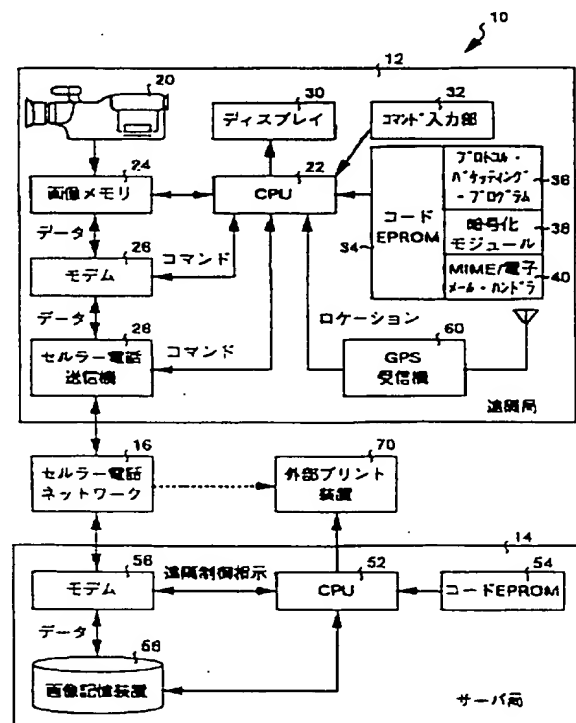 10
12
20
30
ディスプレイ
32
コマンド入力部
24
画像メモリ
22
CPU
34
コード
EPROM
プロトコル・
パケッティング
・プログラム
36
暗号化
モジュール
38
MIME/電子
メール・ハンドラ
40
データ
26
モデム
コマンド
データ
28
セルラー電話
送信機
コマンド
ロケーション
60
GPS
受信機
遠隔局
16
セルラー電話
ネットワーク
70
外部プリント
装置
14
56
モデム
遠隔制御指示
52
CPU
54
コードEPROM
データ
58
画像記憶装置
サーバ局